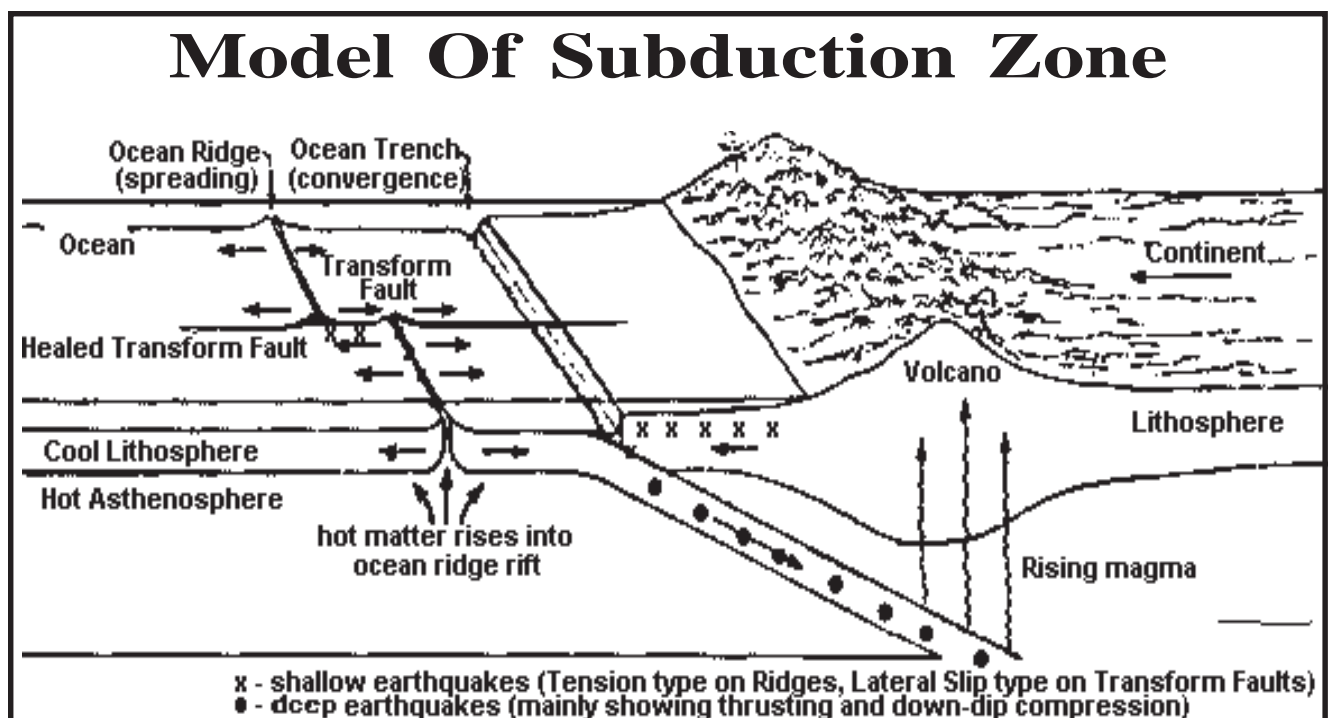 Model Of Subduction Zone
Ocean Ridge
(spreading)
Ocean Trench
(convergence)
Ocean
Transform
Fault
Continent
Healed Transform Fault
Volcano
x x
x x x x x
Lithosphere
Cool Lithosphere
Hot Asthenosphere
hot matter rises into
ocean ridge rift
Rising magma
x - shallow earthquakes (Tension type on Ridges, Lateral Slip type on Transform Faults)
● - deep earthquakes (mainly showing thrusting and down-dip compression)